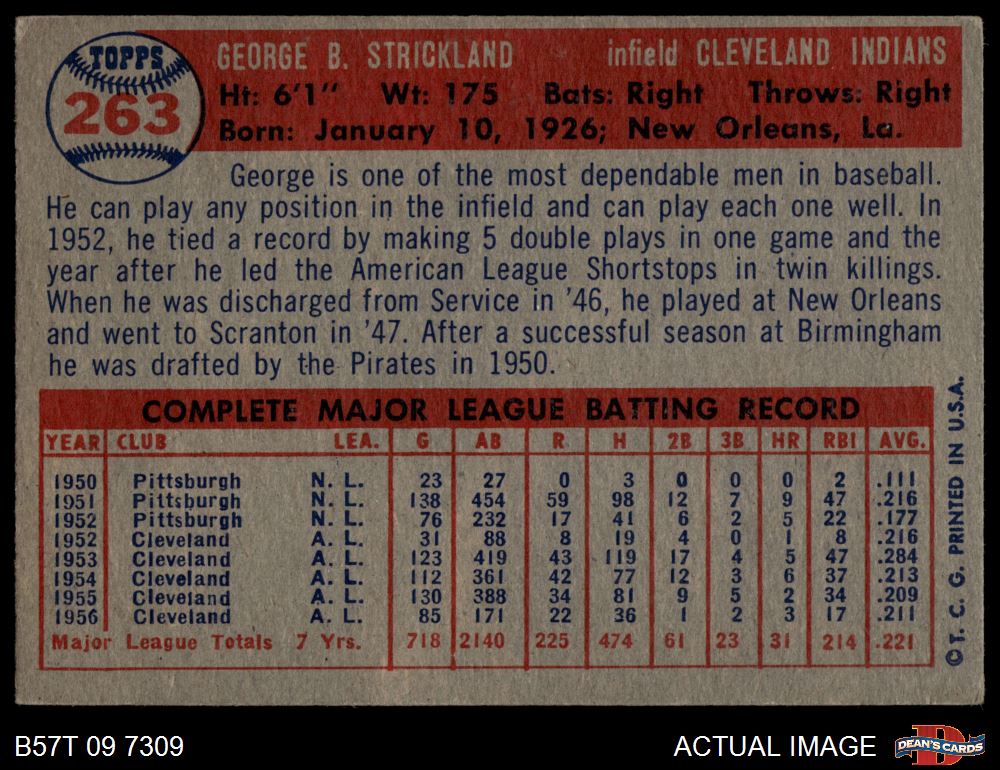 TOPPS
263
GEORGE B. STRICKLAND infield CLEVELAND INDIANS
Ht: 6'1" Wt: 175 Bats: Right Throws: Right
Born: January 10, 1926; New Orleans, La.
George is one of the most dependable men in baseball.
He can play any position in the infield and can play each one well. In
1952, he tied a record by making 5 double plays in one game and the
year after he led the American League Shortstops in twin killings.
When he was discharged from Service in '46, he played at New Orleans
and went to Scranton in '47. After a successful season at Birmingham
he was drafted by the Pirates in 1950.
COMPLETE MAJOR LEAGUE BATTING RECORD
YEAR CLUB LEA. G AB R H 2B 3B HR RBI AVG.
1950 Pittsburgh N. L. 23 27 0 3 0 0 0 2 .111
1951 Pittsburgh N. L. 138 454 59 98 12 7 9 47 .216
1952 Pittsburgh N. L. 76 232 17 41 6 2 5 22 .177
1952 Cleveland A. L. 31 88 8 19 4 0 1 8 .216
1953 Cleveland A. L. 123 419 43 119 17 4 5 47 .284
1954 Cleveland A. L. 112 361 42 77 12 3 6 37 .213
1955 Cleveland A. L. 130 388 34 81 9 5 2 34 .209
1956 Cleveland A. L. 85 171 22 36 1 2 3 17 .211
Major League Totals 7 Yrs. 718 2140 225 474 61 23 31 214 .221
©T. C. G. PRINTED IN U.S.A.
B57T 09 7309 ACTUAL IMAGE
D
DEAN'S CARDS